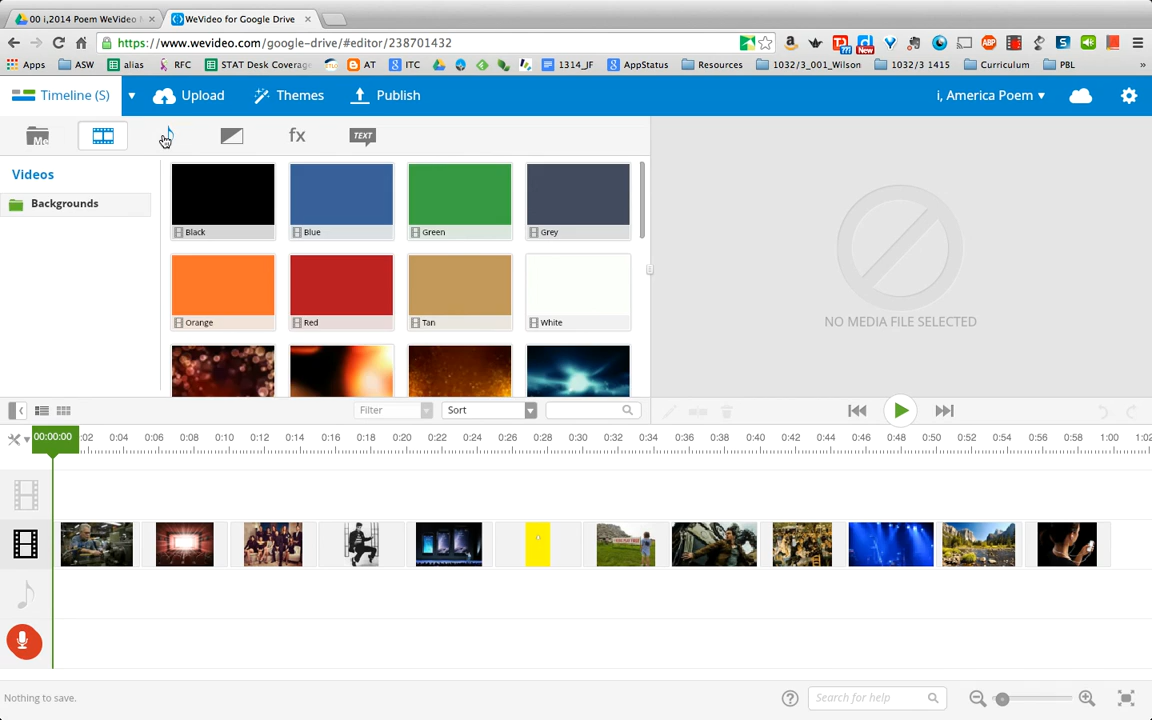 00 i,2014 Poem WeVideo
WeVideo for Google Drive
https://www.wevideo.com/google-drive/#editor/238701432
Apps ASW alias RFC STAT Desk Coverage AT ITC 1314_JF AppStatus Resources 1032/3_001_Wilson 1032/3 1415 Curriculum PBL »
New
ABP
Timeline (S) Upload Themes Publish i, America Poem
Me fx TEXT
Videos
Backgrounds
Black Blue Green Grey
Orange Red Tan White
NO MEDIA FILE SELECTED
Filter Sort
00:00:00 :02 0:04 0:06 0:08 0:10 0:12 0:14 0:16 0:18 0:20 0:22 0:24 0:26 0:28 0:30 0:32 0:34 0:36 0:38 0:40 0:42 0:44 0:46 0:48 0:50 0:52 0:54 0:56 0:58 1:00 1:02
Nothing to save.
? Search for help